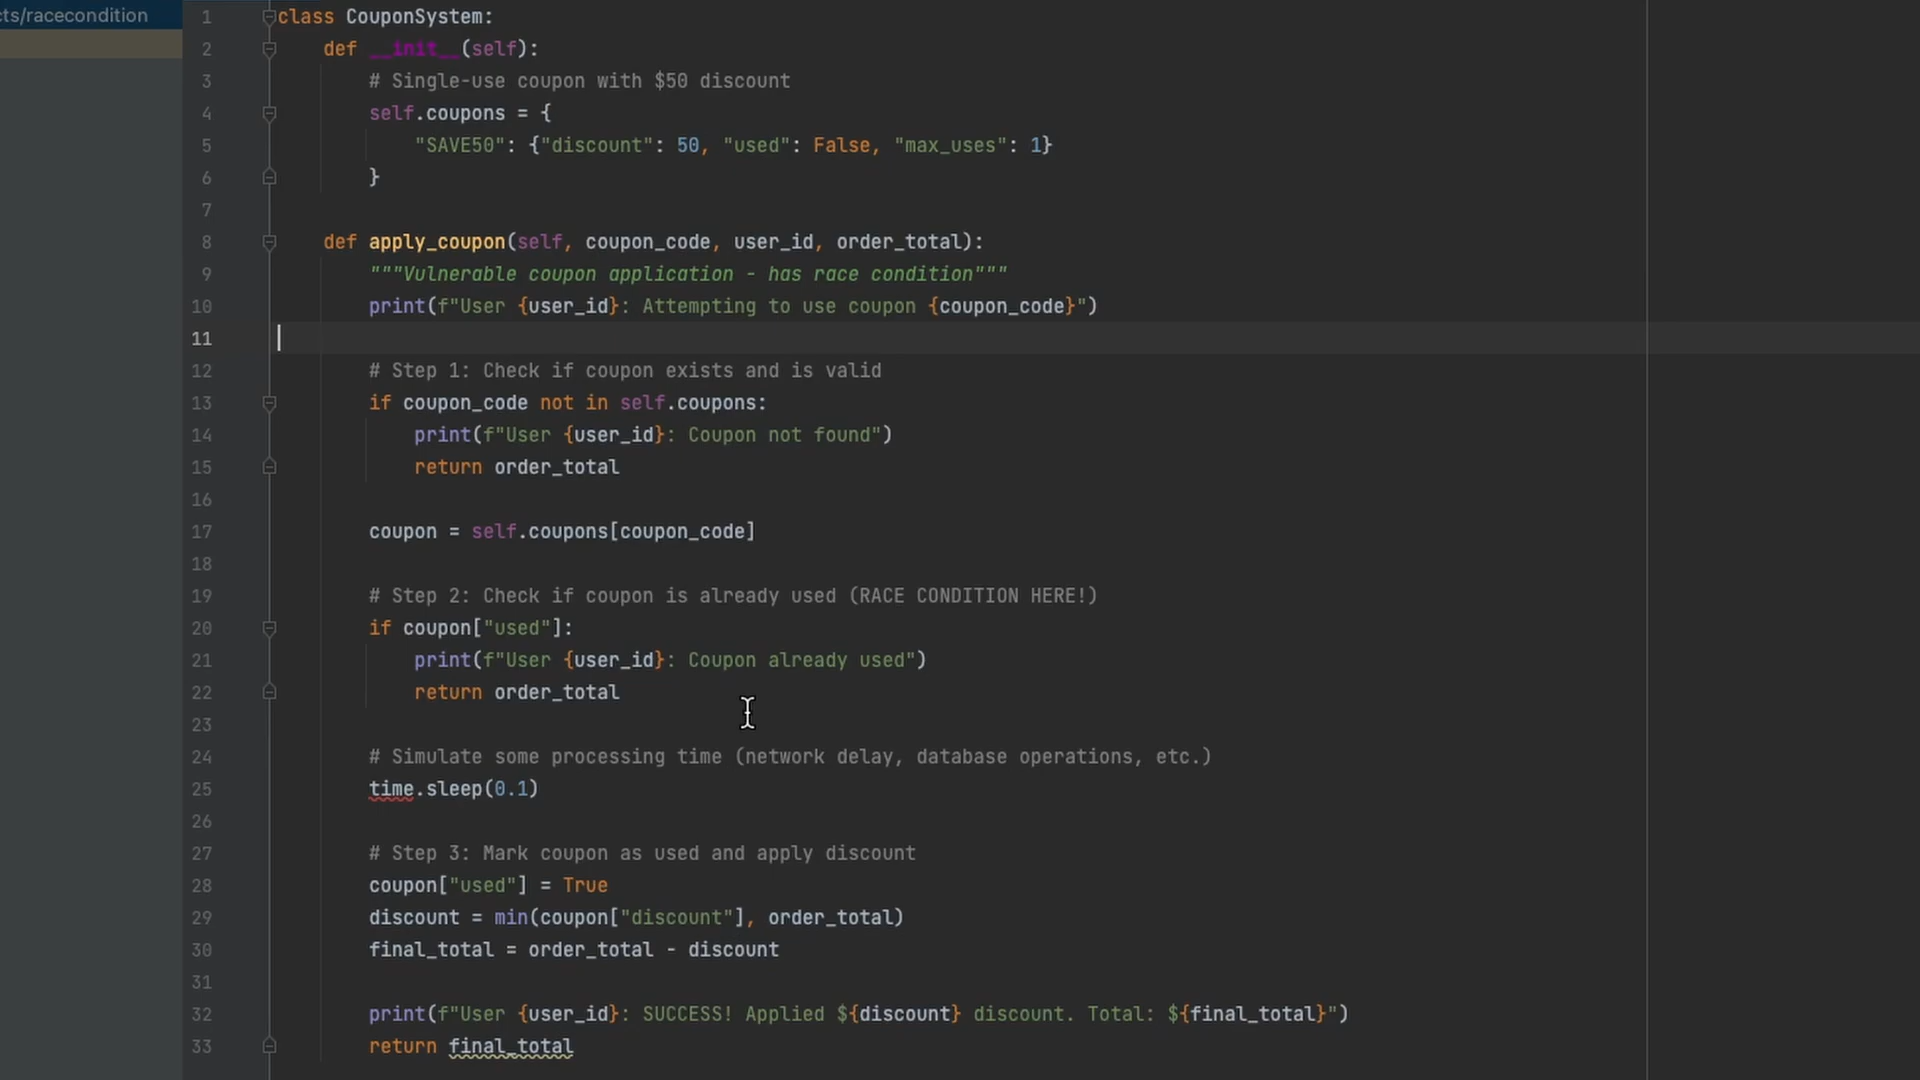 cts/racecondition
1 class CouponSystem:
2 def __init__(self):
3 # Single-use coupon with $50 discount
4 self.coupons = {
5 "SAVE50": {"discount": 50, "used": False, "max_uses": 1}
6 }
7
8 def apply_coupon(self, coupon_code, user_id, order_total):
9 """Vulnerable coupon application - has race condition"""
10 print(f"User {user_id}: Attempting to use coupon {coupon_code}")
11
12 # Step 1: Check if coupon exists and is valid
13 if coupon_code not in self.coupons:
14 print(f"User {user_id}: Coupon not found")
15 return order_total
16
17 coupon = self.coupons[coupon_code]
18
19 # Step 2: Check if coupon is already used (RACE CONDITION HERE!)
20 if coupon["used"]:
21 print(f"User {user_id}: Coupon already used")
22 return order_total
23
24 # Simulate some processing time (network delay, database operations, etc.)
25 time.sleep(0.1)
26
27 # Step 3: Mark coupon as used and apply discount
28 coupon["used"] = True
29 discount = min(coupon["discount"], order_total)
30 final_total = order_total - discount
31
32 print(f"User {user_id}: SUCCESS! Applied ${discount} discount. Total: ${final_total}")
33 return final_total